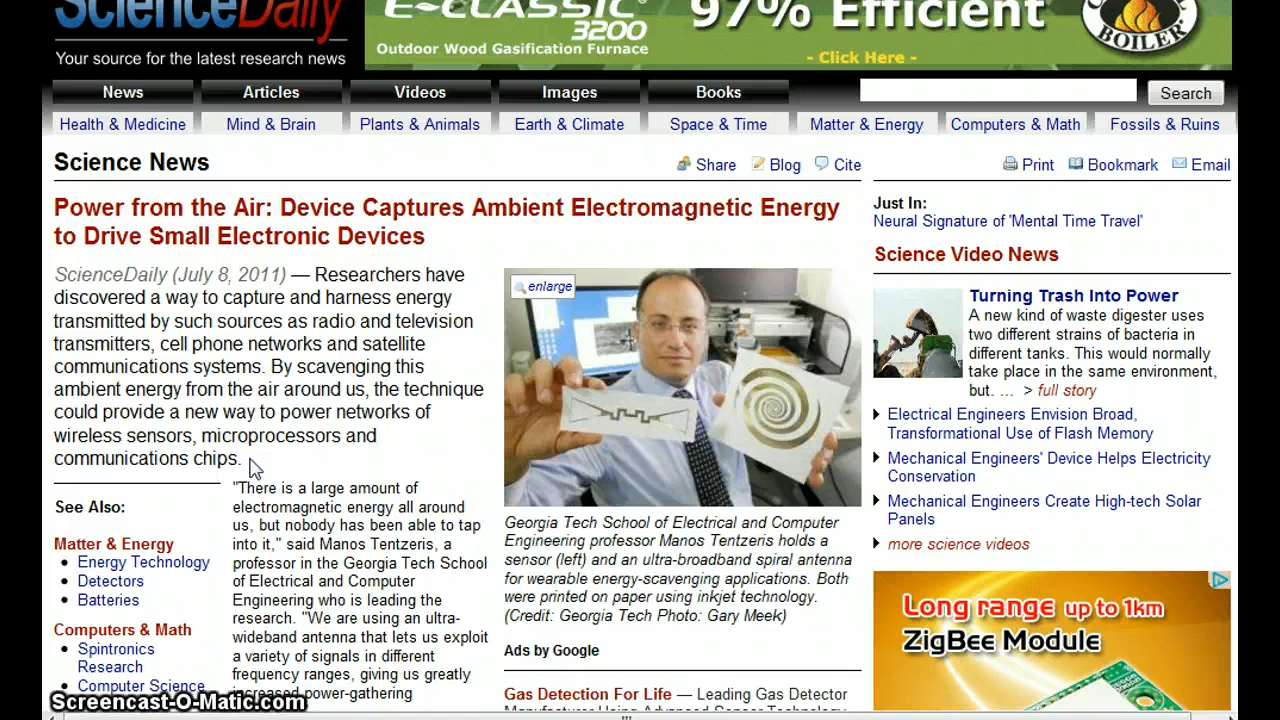 ScienceDaily
Your source for the latest research news
E-CLASSIC
3200
Outdoor Wood Gasification Furnace
97% Efficient
- Click Here -
BOILER
News
Articles
Videos
Images
Books
Search
Health & Medicine
Mind & Brain
Plants & Animals
Earth & Climate
Space & Time
Matter & Energy
Computers & Math
Fossils & Ruins
Science News
Share
Blog
Cite
Print
Bookmark
Email
Power from the Air: Device Captures Ambient Electromagnetic Energy
to Drive Small Electronic Devices
ScienceDaily (July 8, 2011) — Researchers have
discovered a way to capture and harness energy
transmitted by such sources as radio and television
transmitters, cell phone networks and satellite
communications systems. By scavenging this
ambient energy from the air around us, the technique
could provide a new way to power networks of
wireless sensors, microprocessors and
communications chips.
See Also:
Matter & Energy
Energy Technology
Detectors
Batteries
Computers & Math
Spintronics
Research
Computer Science
"There is a large amount of
electromagnetic energy all around
us, but nobody has been able to tap
into it," said Manos Tentzeris, a
professor in the Georgia Tech School
of Electrical and Computer
Engineering who is leading the
research. "We are using an ultra-
wideband antenna that lets us exploit
a variety of signals in different
frequency ranges, giving us greatly
increased power-gathering
enlarge
Georgia Tech School of Electrical and Computer
Engineering professor Manos Tentzeris holds a
sensor (left) and an ultra-broadband spiral antenna
for wearable energy-scavenging applications. Both
were printed on paper using inkjet technology.
(Credit: Georgia Tech Photo: Gary Meek)
Ads by Google
Gas Detection For Life — Leading Gas Detector
Manufacturer Using Advanced Sensor Technology
Just In:
Neural Signature of 'Mental Time Travel'
Science Video News
Turning Trash Into Power
A new kind of waste digester uses
two different strains of bacteria in
different tanks. This would normally
take place in the same environment,
but. ... > full story
Electrical Engineers Envision Broad,
Transformational Use of Flash Memory
Mechanical Engineers' Device Helps Electricity
Conservation
Mechanical Engineers Create High-tech Solar
Panels
more science videos
Long range up to 1km
ZigBee Module
Screencast-O-Matic.com